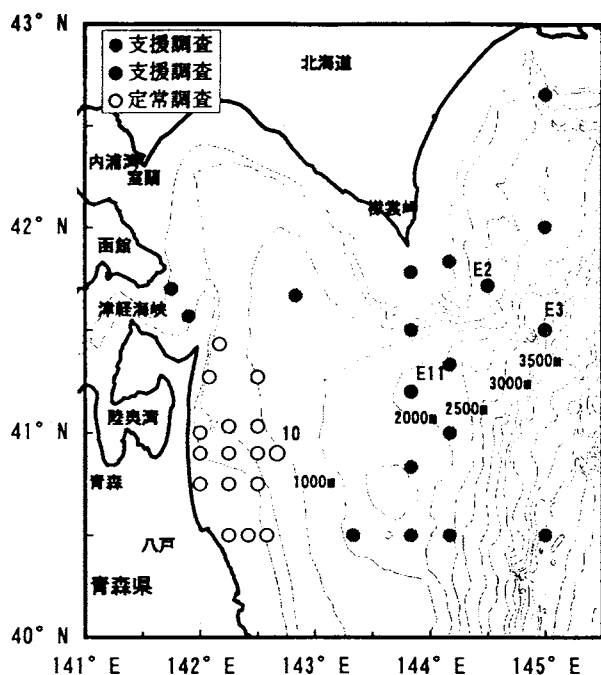 43° N
● 支援調査
● 支援調査
○ 定常調査
北海道
内浦湾
室蘭
42° N
襟裳岬
函館
E2
津軽海峡
E3
3500m
E11
3000m
2000m
2500m
陸奥湾
41° N
10
1000m
青森
八戸
青森県
40° N
141° E
142° E
143° E
144° E
145° E